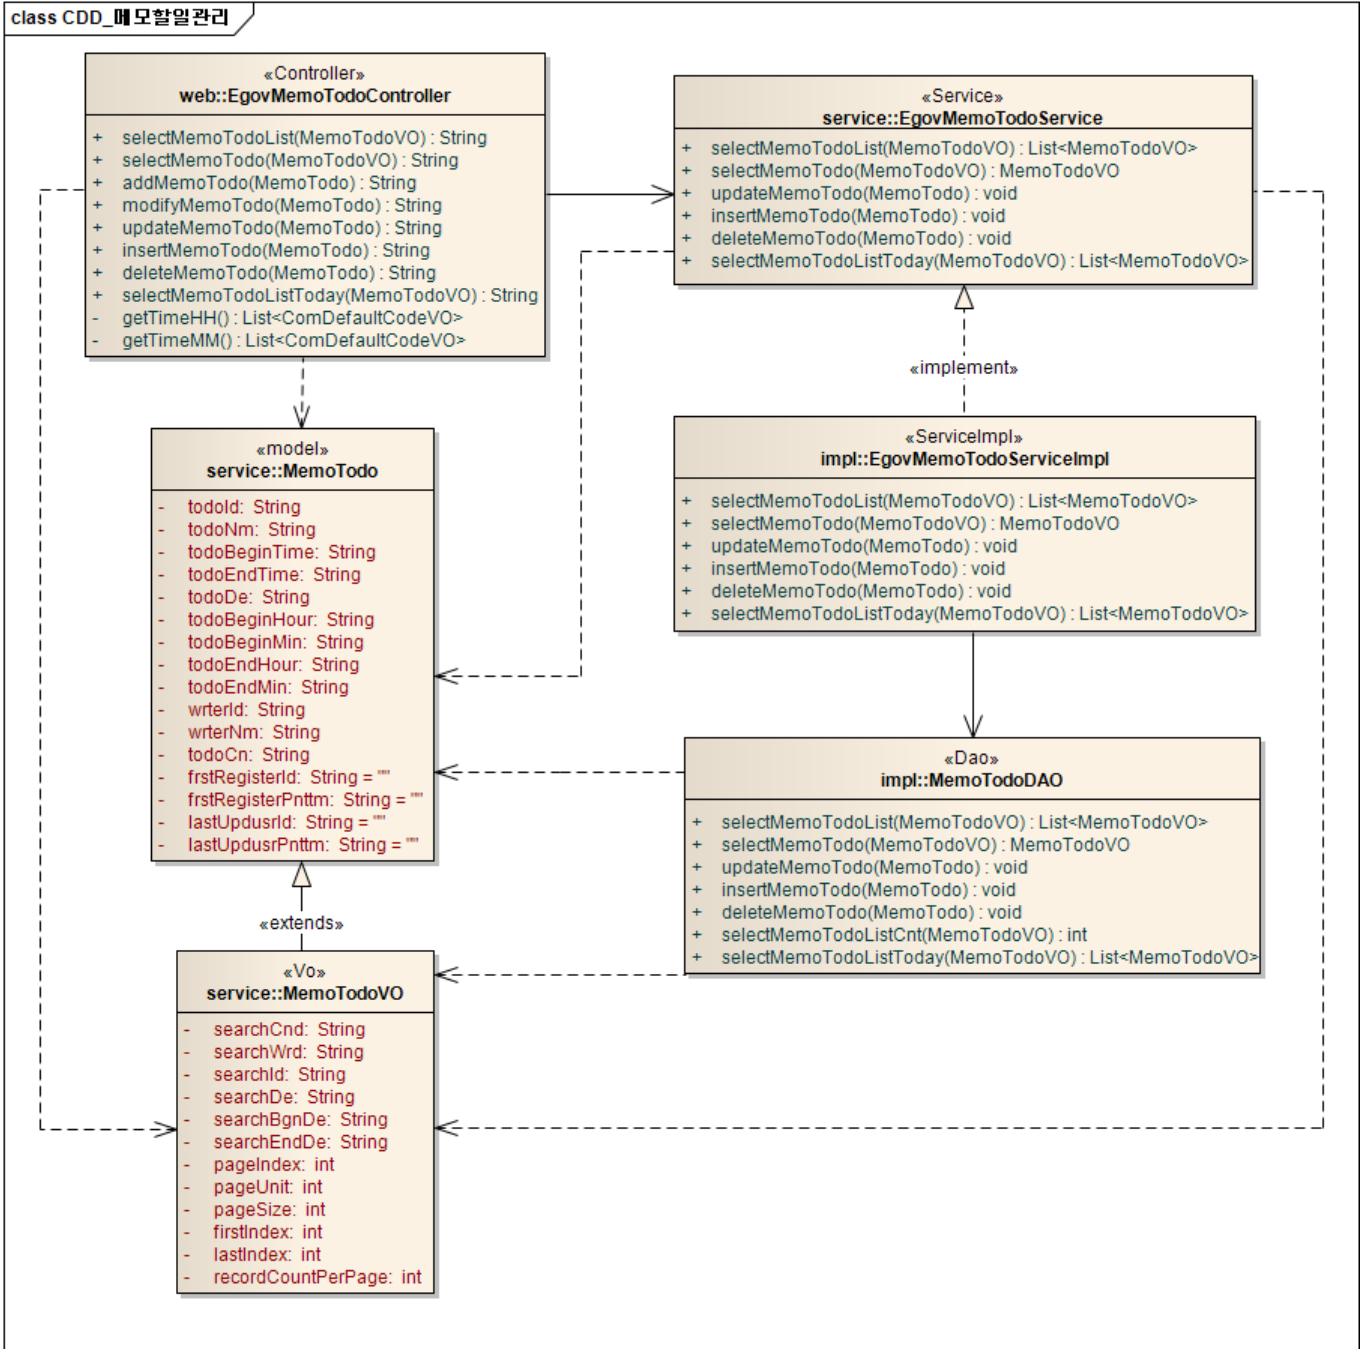 class CDD_메모할일관리
«Controller»
web::EgovMemoTodoController
+ selectMemoTodoList(MemoTodoVO) : String
+ selectMemoTodo(MemoTodoVO) : String
+ addMemoTodo(MemoTodo) : String
+ modifyMemoTodo(MemoTodo) : String
+ updateMemoTodo(MemoTodo) : String
+ insertMemoTodo(MemoTodo) : String
+ deleteMemoTodo(MemoTodo) : String
+ selectMemoTodoListToday(MemoTodoVO) : String
- getTimeHH() : List<ComDefaultCodeVO>
- getTimeMM() : List<ComDefaultCodeVO>
«Service»
service::EgovMemoTodoService
+ selectMemoTodoList(MemoTodoVO) : List<MemoTodoVO>
+ selectMemoTodo(MemoTodoVO) : MemoTodoVO
+ updateMemoTodo(MemoTodo) : void
+ insertMemoTodo(MemoTodo) : void
+ deleteMemoTodo(MemoTodo) : void
+ selectMemoTodoListToday(MemoTodoVO) : List<MemoTodoVO>
«implement»
«ServiceImpl»
impl::EgovMemoTodoServiceImpl
+ selectMemoTodoList(MemoTodoVO) : List<MemoTodoVO>
+ selectMemoTodo(MemoTodoVO) : MemoTodoVO
+ updateMemoTodo(MemoTodo) : void
+ insertMemoTodo(MemoTodo) : void
+ deleteMemoTodo(MemoTodo) : void
+ selectMemoTodoListToday(MemoTodoVO) : List<MemoTodoVO>
«model»
service::MemoTodo
- todoId: String
- todoNm: String
- todoBeginTime: String
- todoEndTime: String
- todoDe: String
- todoBeginHour: String
- todoBeginMin: String
- todoEndHour: String
- todoEndMin: String
- wrterId: String
- wrterNm: String
- todoCn: String
- frstRegisterId: String = ""
- frstRegisterPnttm: String = ""
- lastUpdusrId: String = ""
- lastUpdusrPnttm: String = ""
«Dao»
impl::MemoTodoDAO
+ selectMemoTodoList(MemoTodoVO) : List<MemoTodoVO>
+ selectMemoTodo(MemoTodoVO) : MemoTodoVO
+ updateMemoTodo(MemoTodo) : void
+ insertMemoTodo(MemoTodo) : void
+ deleteMemoTodo(MemoTodo) : void
+ selectMemoTodoListCnt(MemoTodoVO) : int
+ selectMemoTodoListToday(MemoTodoVO) : List<MemoTodoVO>
«extends»
«Vo»
service::MemoTodoVO
- searchCnd: String
- searchWrd: String
- searchId: String
- searchDe: String
- searchBgnDe: String
- searchEndDe: String
- pageIndex: int
- pageUnit: int
- pageSize: int
- firstIndex: int
- lastIndex: int
- recordCountPerPage: int